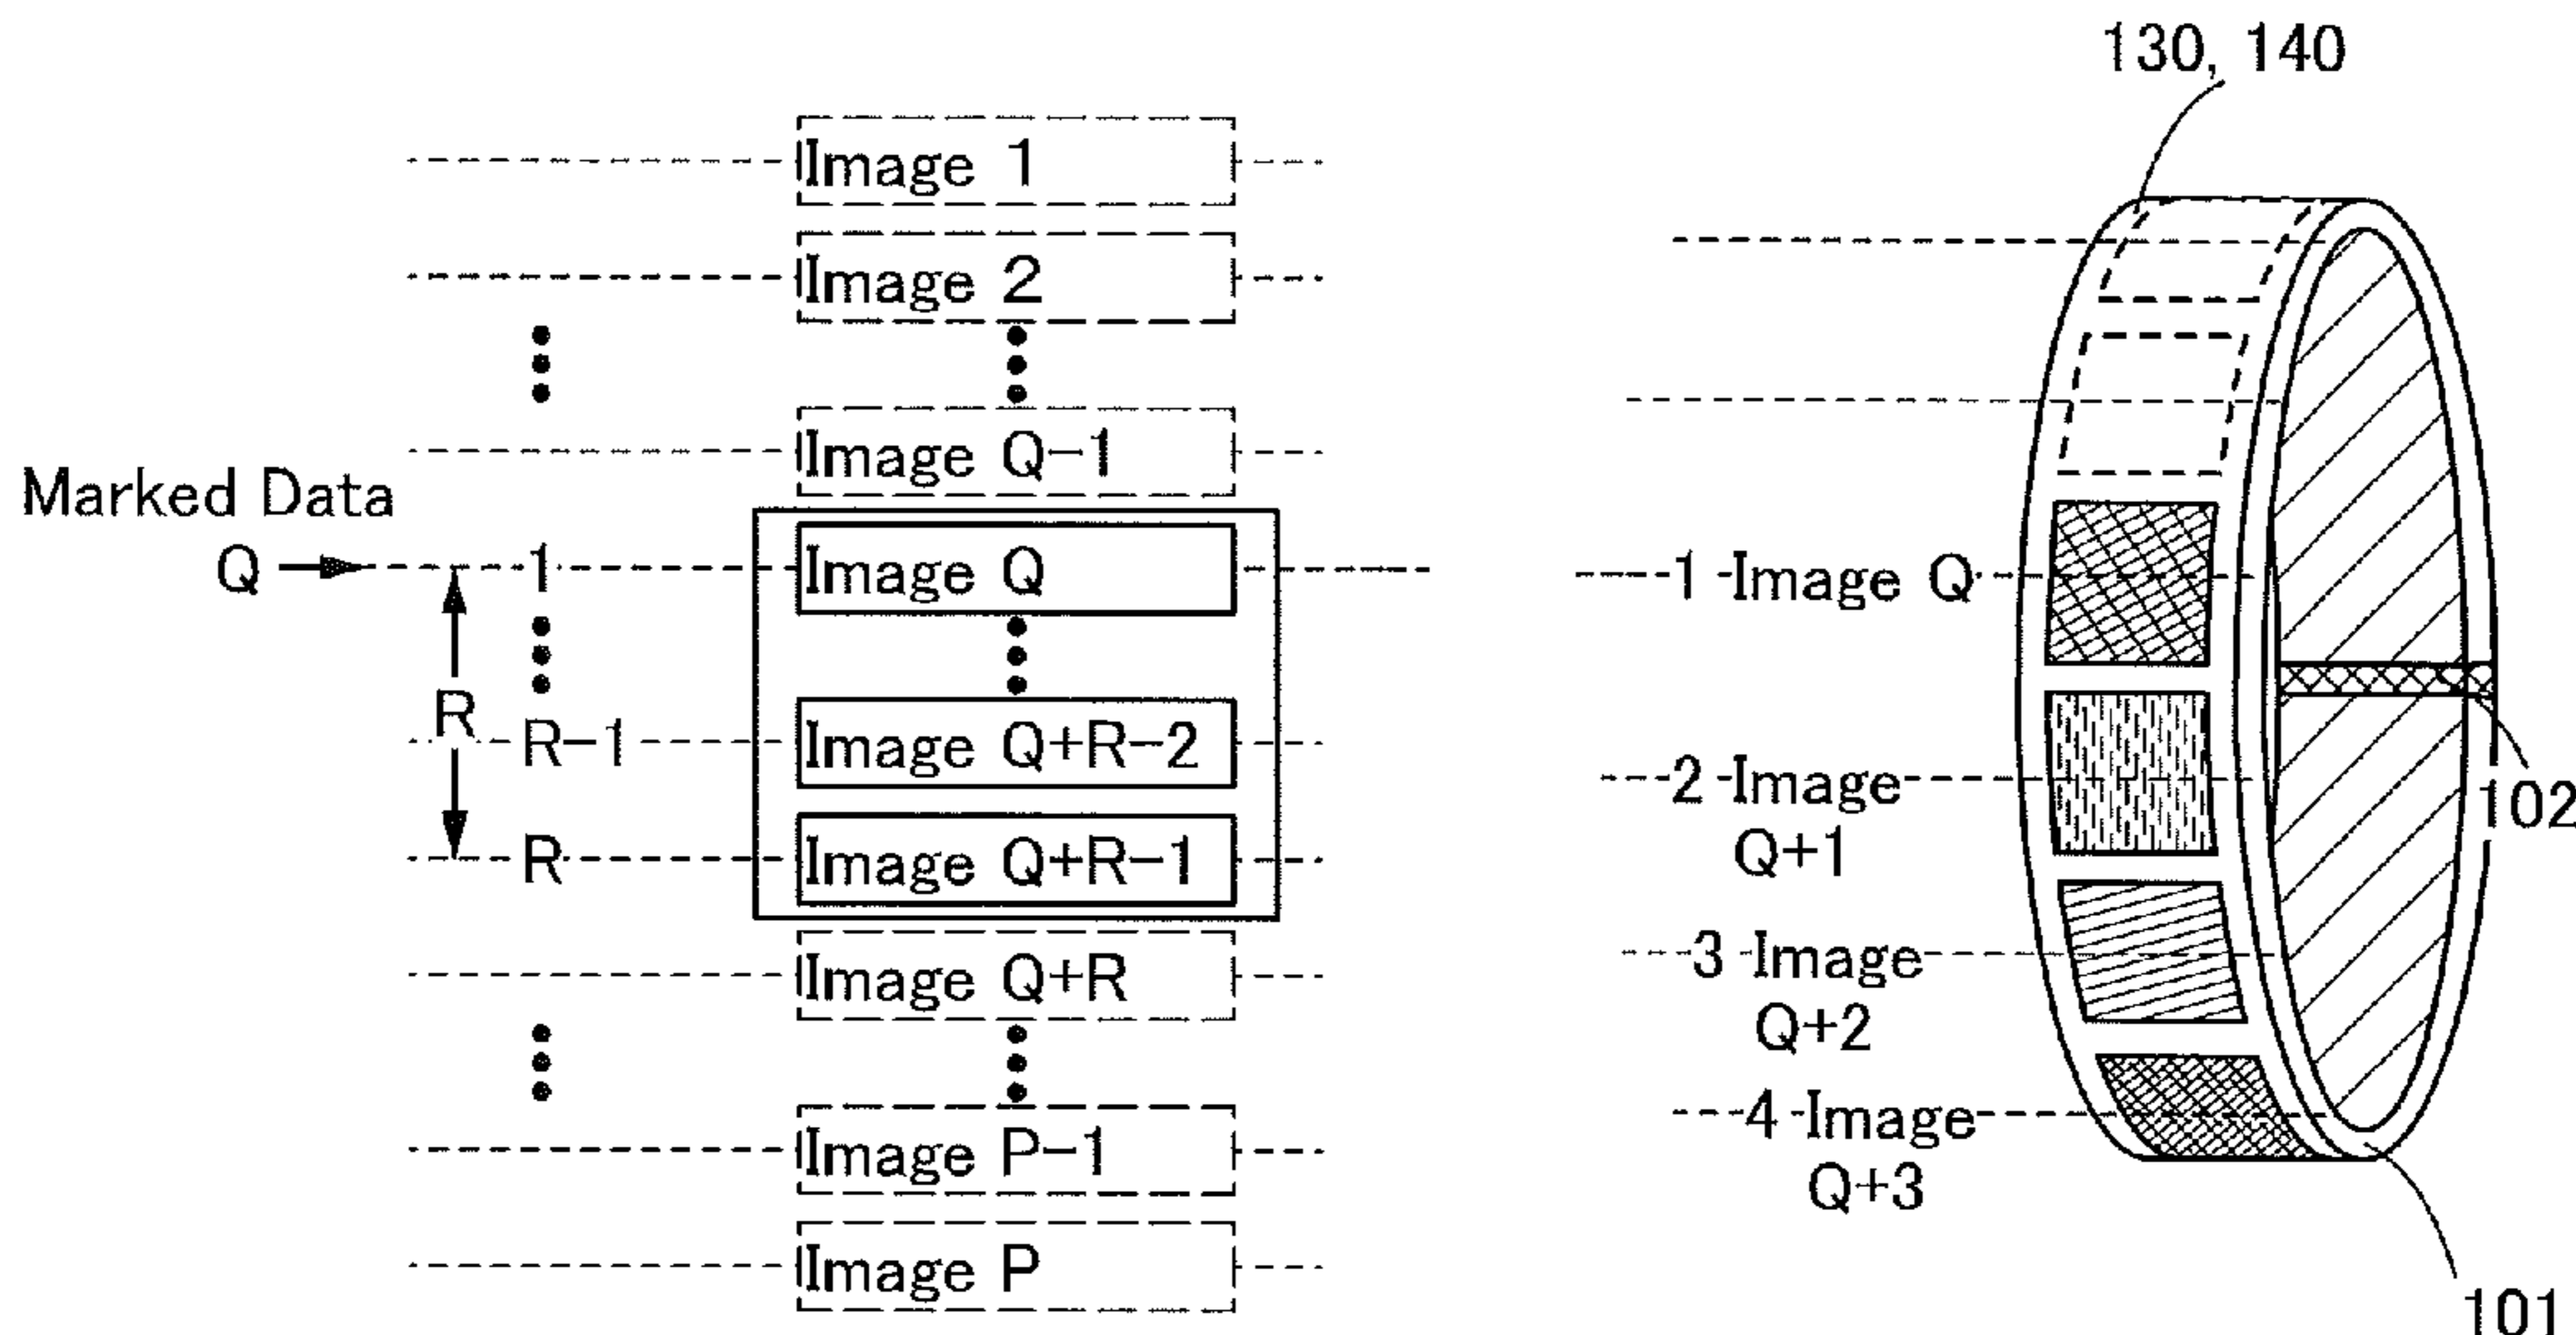 130, 140
Image 1
Image 2
Image Q-1
Marked Data
Q
1
Image Q
R
R-1
Image Q+R-2
R
Image Q+R-1
Image Q+R
Image P-1
Image P
1 Image Q
2 Image
Q+1
3 Image
Q+2
4 Image
Q+3
102
101